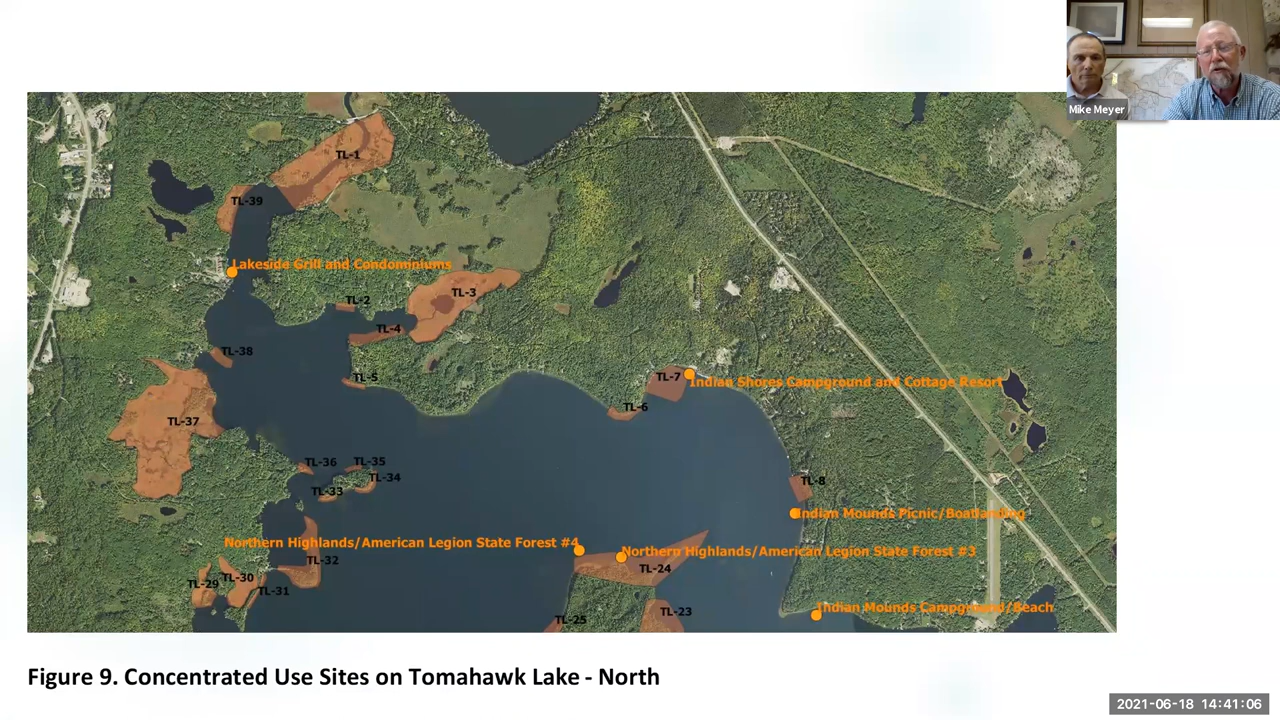 Mike Meyer
TL-1
TL-39
Lakeside Grill and Condominiums
TL-3
TL-2
TL-4
TL-38
TL-5
TL-7
Indian Shores Campground and Cottage Resort
TL-6
TL-37
TL-36
TL-35
TL-34
TL-8
TL-33
Indian Mounds Picnic/Boatlanding
Northern Highlands/American Legion State Forest #4
Northern Highlands/American Legion State Forest #3
TL-32
TL-24
TL-30
TL-29
TL-31
Indian Mounds Campground/Beach
TL-23
TL-25
Figure 9. Concentrated Use Sites on Tomahawk Lake - North
2021-06-18 14:41:06